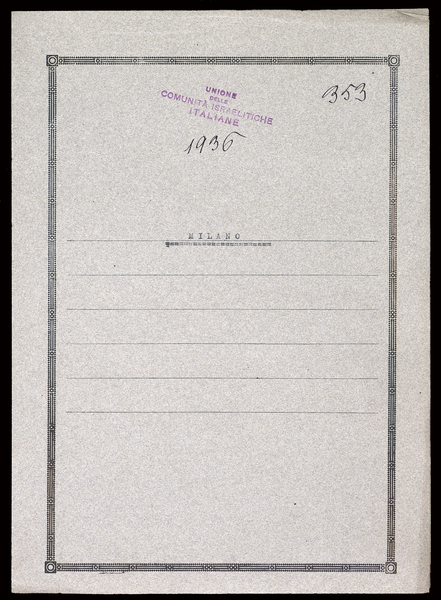 UNIONE
DELLE
COMUNITÀ ISRAELITICHE
ITALIANE
353
1936
MILANO